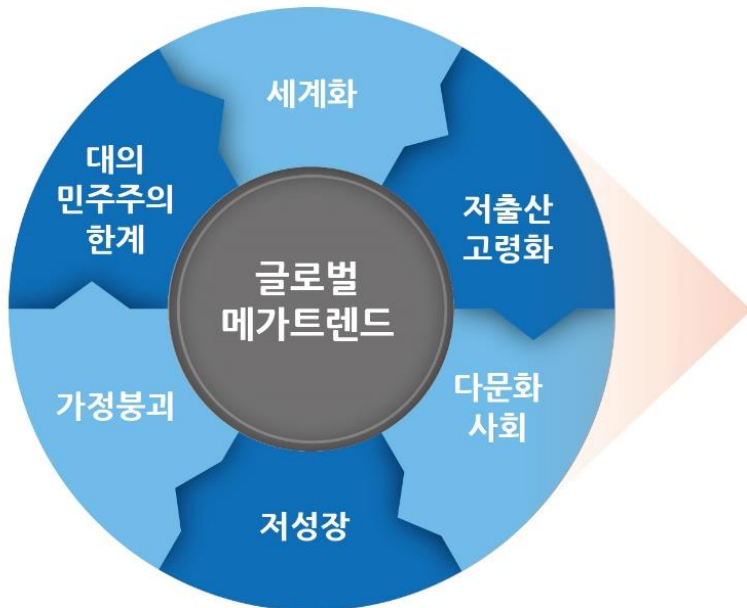 세계화
저출산
고령화
다문화
사회
저성장
가정붕괴
대의
민주주의
한계
글로벌
메가트렌드